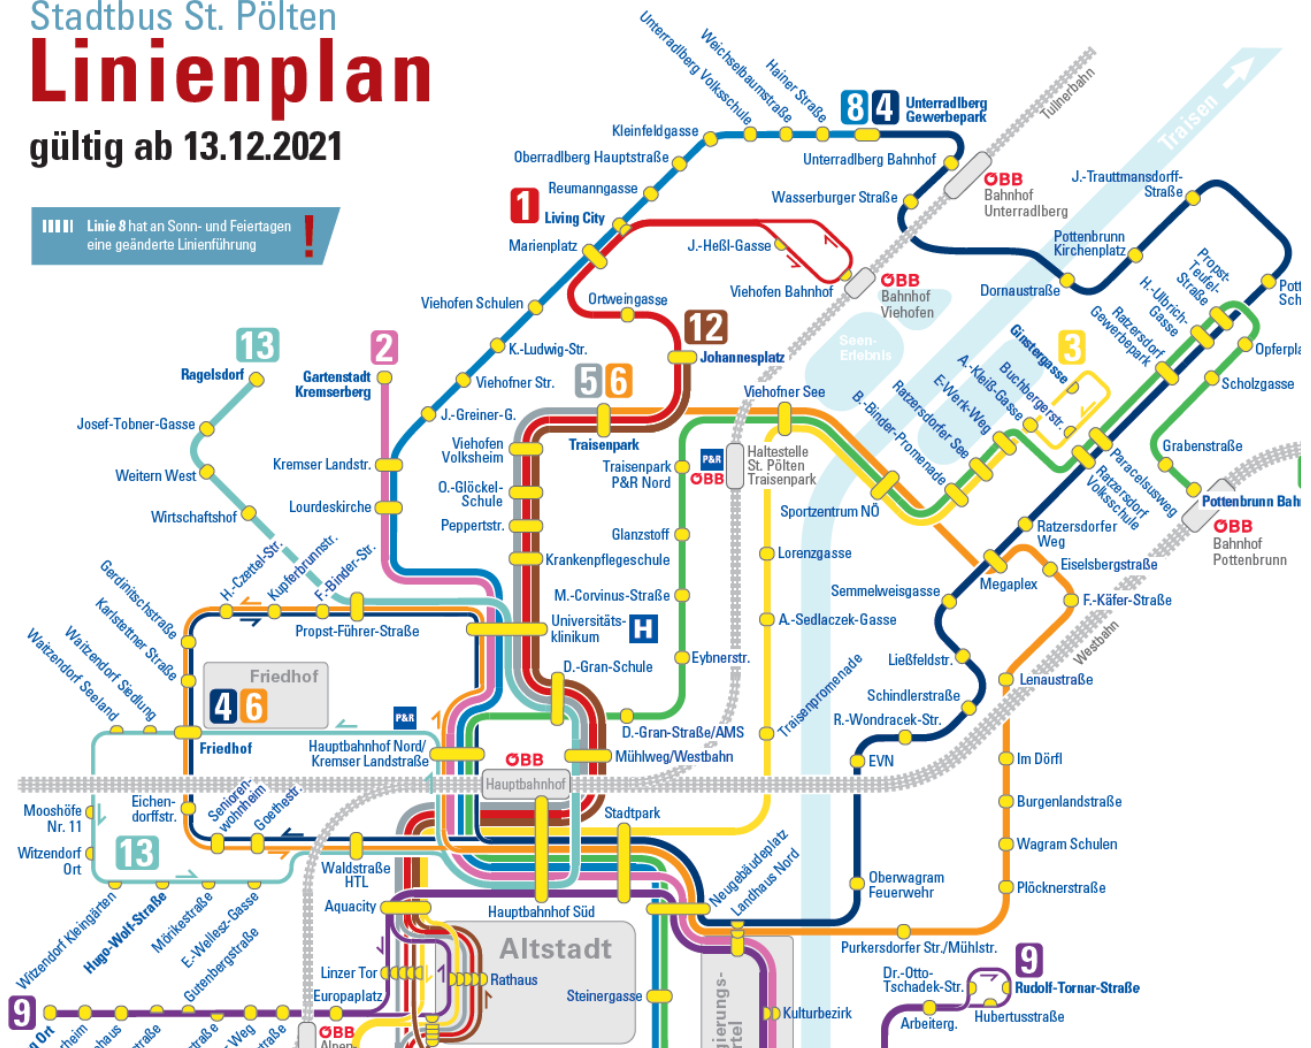 Stadtbus St. Pölten
Linienplan
gültig ab 13.12.2021
Linie 8 hat an Sonn- und Feiertagen
eine geänderte Linienführung
!
Unterradlberg Volksschule
Weichselbaumstraße
Hainer Straße
8 4
Unterradlberg
Gewerbepark
Tullnerbahn
Traisen
Kleinfeldgasse
Oberradlberg Hauptstraße
Reumanngasse
1
Living City
Marienplatz
Unterradlberg Bahnhof
Wasserburger Straße
ÖBB
Bahnhof
Unterradlberg
J.-Trauttmansdorff-
Straße
Pottenbrunn
Kirchenplatz
Dornaustraße
Propst-
Teufel-
Straße
H.-Ulbrich-
Gasse
Ratzersdorf
Gewerbepark
J.-Heßl-Gasse
Viehofen Bahnhof
ÖBB
Bahnhof
Viehofen
Seen-
Erlebnis
Viehofen Schulen
Ortweingasse
12
Johannesplatz
K.-Ludwig-Str.
Viehofner Str.
J.-Greiner-G.
5 6
Traisenpark
Viehofner See
13
Ragelsdorf
2
Gartenstadt
Kremserberg
Josef-Tobner-Gasse
Weitern West
Wirtschaftshof
Kremser Landstr.
Lourdeskirche
Viehofen
Volksheim
O.-Glöckel-
Schule
Peppertstr.
Krankenpflegeschule
M.-Corvinus-Straße
Universitäts-
klinikum
H
D.-Gran-Schule
Traisenpark
P&R Nord
P&R
ÖBB
Haltestelle
St. Pölten
Traisenpark
Glanzstoff
Eybnerstr.
D.-Gran-Straße/AMS
Mühlweg/Westbahn
Sportzentrum NÖ
Lorenzgasse
A.-Sedlaczek-Gasse
Traisenpromenade
B.-Binder-Promenade
Ratzersdorfer See
E-Werk-Weg
A.-Kleiß-Gasse
Buchbergerstr.
Ginstergasse
3
Opferpla
Scholzgasse
Grabenstraße
Pottenbrunn Bah
ÖBB
Bahnhof
Pottenbrunn
Paracelsusweg
Ratzersdorf
Volksschule
Ratzersdorfer
Weg
Megaplex
Eiselsbergstraße
F.-Käfer-Straße
Westbahn
Semmelweisgasse
Ließfeldstr.
Schindlerstraße
R.-Wondracek-Str.
EVN
Lenaustraße
Im Dörfl
Burgenlandstraße
Wagram Schulen
Plöcknerstraße
Oberwagram
Feuerwehr
Purkersdorfer Str./Mühlstr.
H.-Czettel-Str.
Kupferbrunnstr.
F.-Binder-Str.
Propst-Führer-Straße
Gerdinitschstraße
Karlstettner Straße
Waitzendorf Siedlung
Waitzendorf Seeland
Friedhof
4 6
Friedhof
P&R
Hauptbahnhof Nord/
Kremser Landstraße
ÖBB
Hauptbahnhof
Mooshöfe
Nr. 11
Witzendorf
Ort
Eichen-
dorffstr.
Senioren-
wohnheim
Goethestr.
13
Waldstraße
HTL
Stadtpark
Hauptbahnhof Süd
Neugebäudeplatz
Landhaus Nord
Aquacity
Altstadt
Linzer Tor
Rathaus
Europaplatz
Steinergasse
Kulturbezirk
Witzendorf Kleingärten
Hugo-Wolf-Straße
Mörikestraße
E.-Wellesz-Gasse
Gutenbergstraße
9
ÖBB
Dr.-Otto-
Tschadek-Str.
9
Rudolf-Tornar-Straße
Hubertusstraße
Arbeiterg.